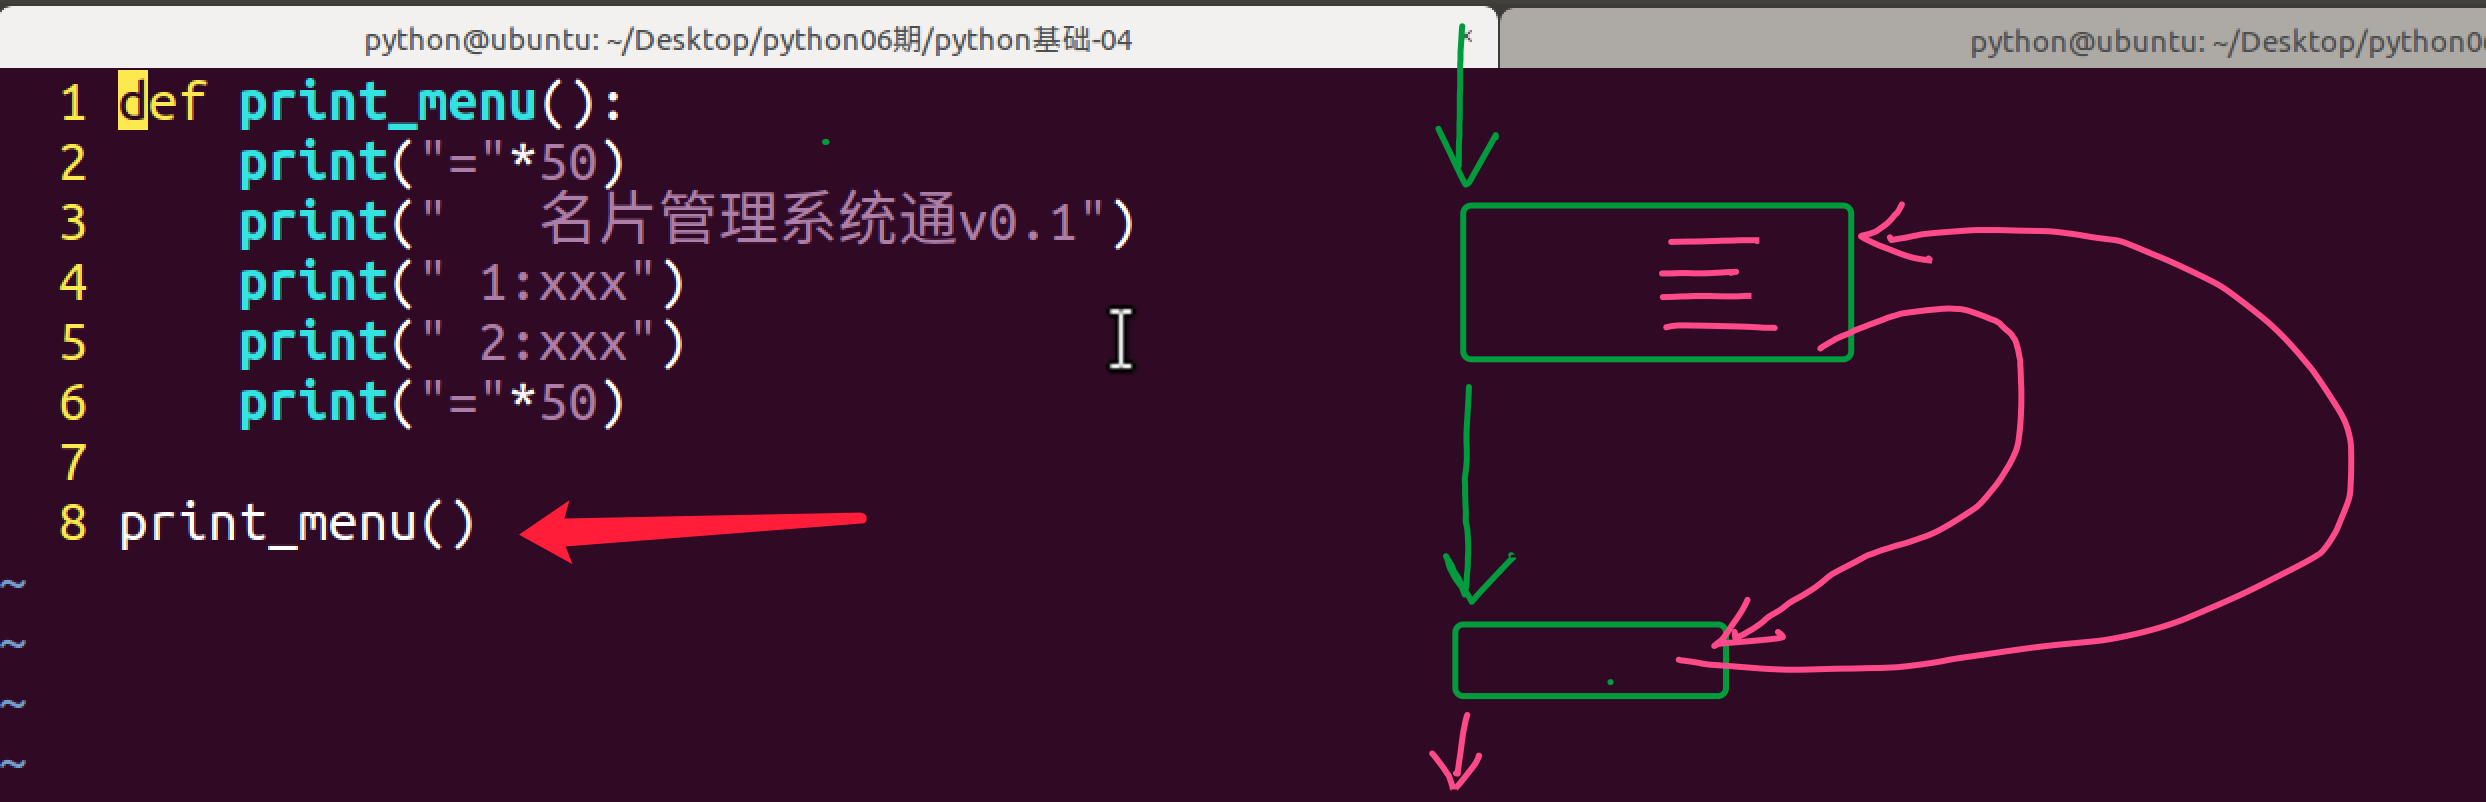 python@ubuntu: ~/Desktop/python06期/python基础-04 ×
python@ubuntu: ~/Desktop/python0
1 def print_menu():
2     print("="*50)
3     print("   名片管理系统通v0.1")
4     print(" 1:xxx")
5     print(" 2:xxx")
6     print("="*50)
7
8 print_menu()
~
~
~
~